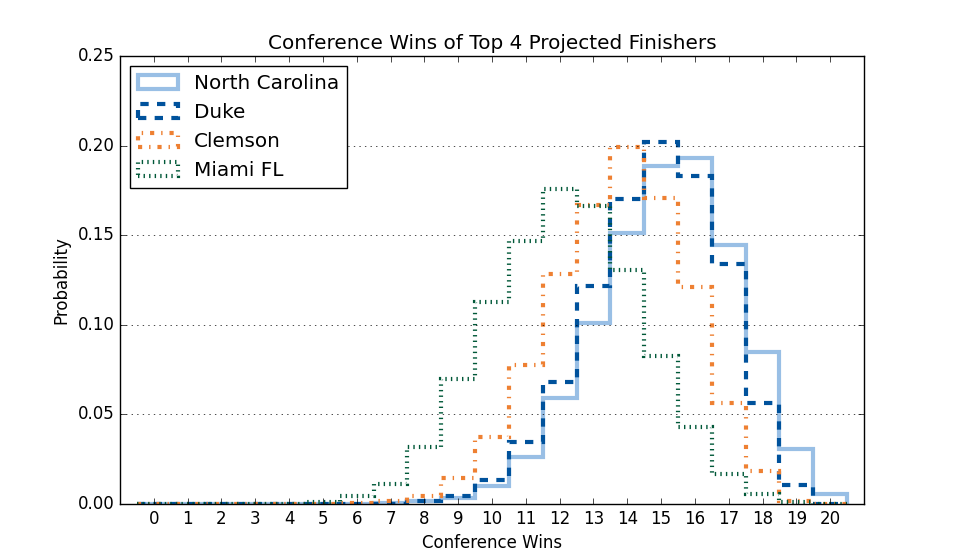 Conference Wins of Top 4 Projected Finishers
0.25
0.20
0.15
0.10
0.05
0.00
Probability
North Carolina
Duke
Clemson
Miami FL
0 1 2 3 4 5 6 7 8 9 10 11 12 13 14 15 16 17 18 19 20
Conference Wins